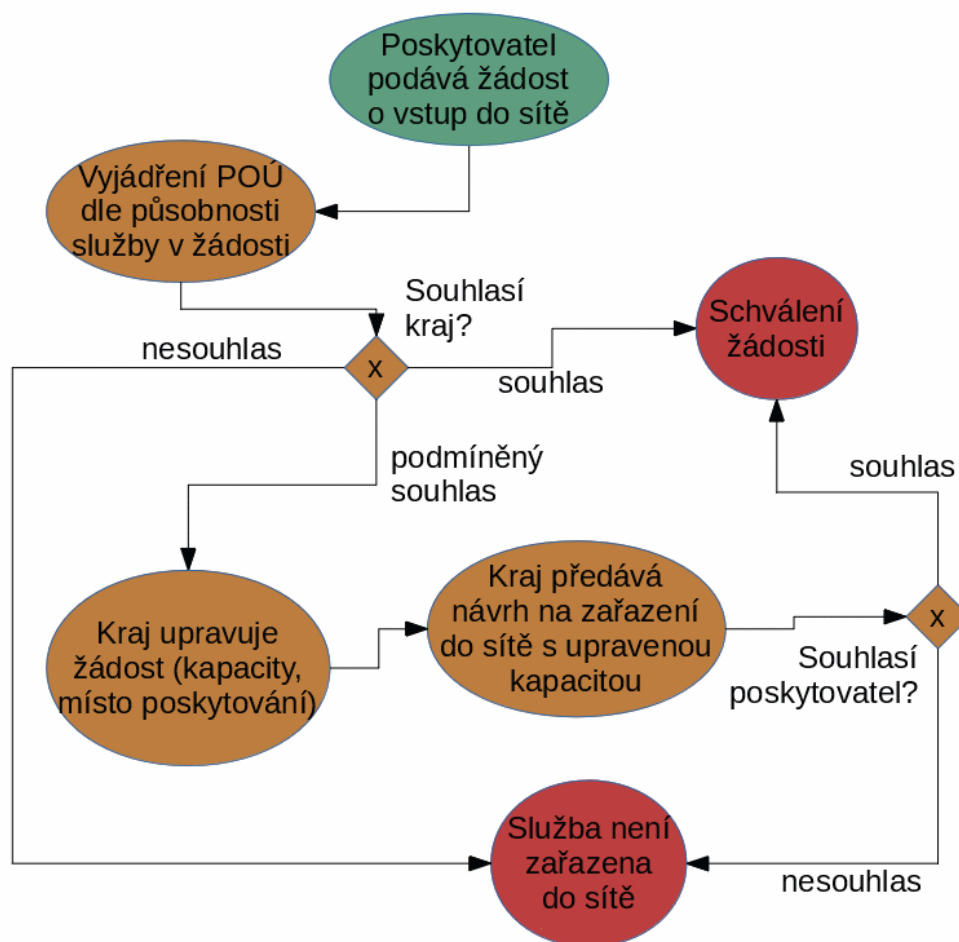 Poskytovatel
podává žádost
o vstup do sítě
Vyjádření POÚ
dle působnosti
služby v žádosti
Souhlasí
kraj?
Schválení
žádosti
nesouhlas
x
souhlas
podmíněný
souhlas
souhlas
Kraj upravuje
žádost (kapacity,
místo poskytování)
Kraj předává
návrh na zařazení
do sítě s upravenou
kapacitou
x
Souhlasí
poskytovatel?
Služba není
zařazena
do sítě
nesouhlas